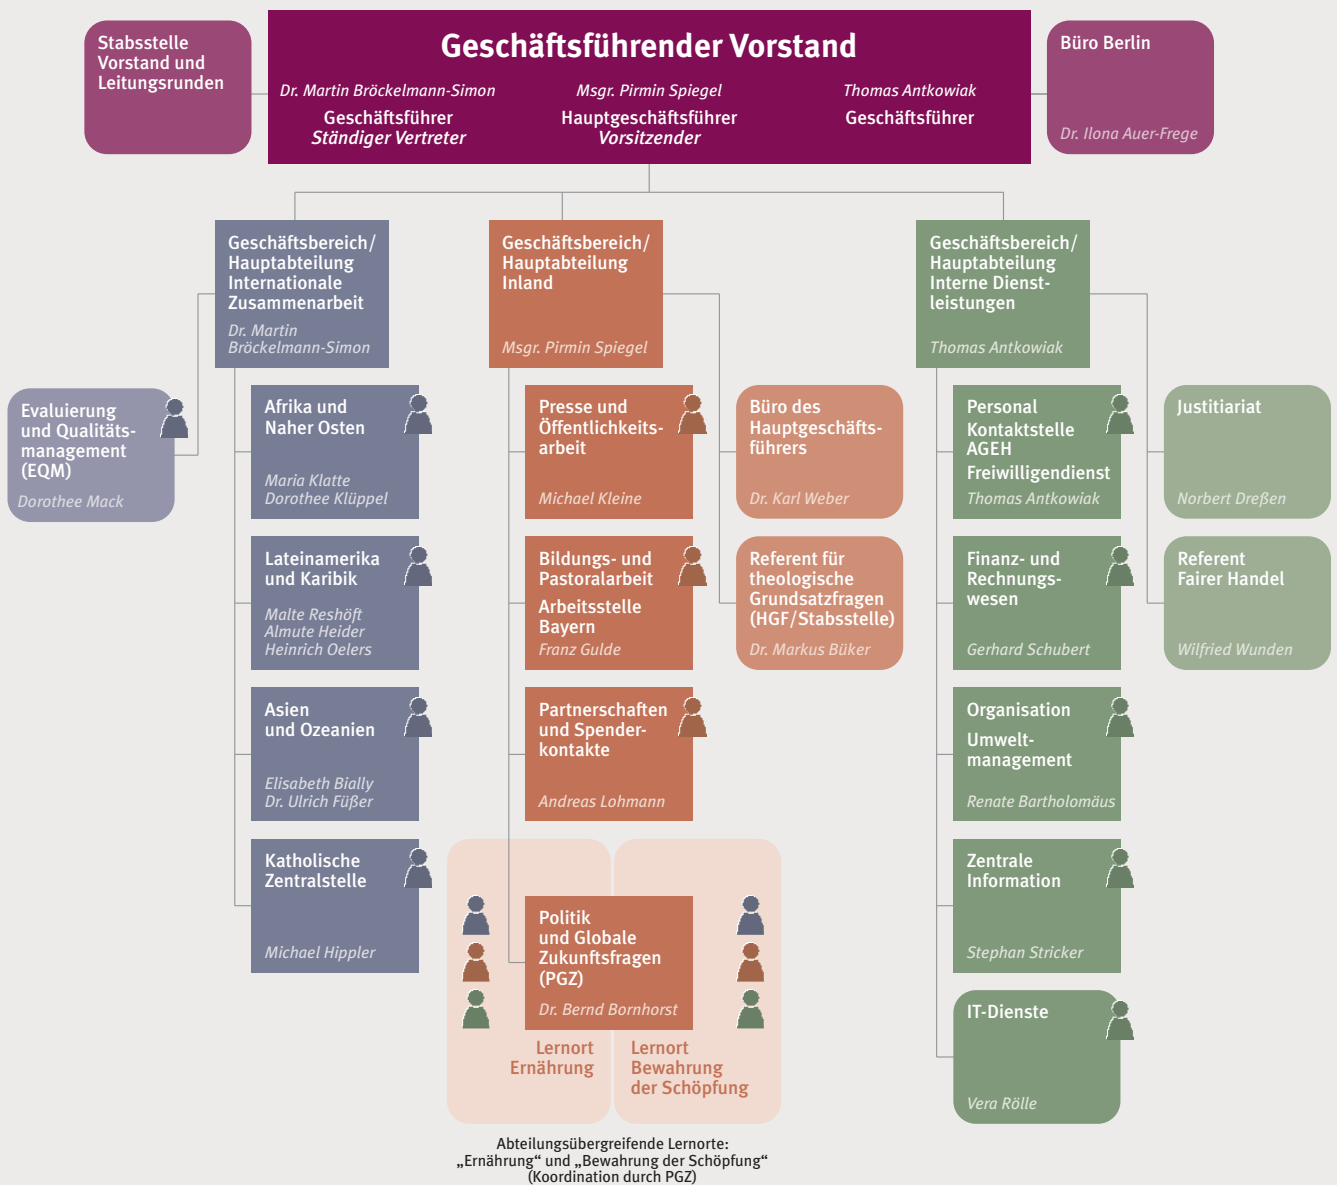 Stabsstelle
Vorstand und
Leitungsrunden
Geschäftsführender Vorstand
Dr. Martin Bröckelmann-Simon
Geschäftsführer
Ständiger Vertreter
Msgr. Pirmin Spiegel
Hauptgeschäftsführer
Vorsitzender
Thomas Antkowiak
Geschäftsführer
Büro Berlin
Dr. Ilona Auer-Frege
Geschäftsbereich/
Hauptabteilung
Internationale
Zusammenarbeit
Dr. Martin
Bröckelmann-Simon
Evaluierung
und Qualitäts-
management
(EQM)
Dorothee Mack
Afrika und
Naher Osten
Maria Klatte
Dorothee Klüppel
Lateinamerika
und Karibik
Malte Reshöft
Almute Heider
Heinrich Oelers
Asien
und Ozeanien
Elisabeth Bially
Dr. Ulrich Füßer
Katholische
Zentralstelle
Michael Hippler
Geschäftsbereich/
Hauptabteilung
Inland
Msgr. Pirmin Spiegel
Presse und
Öffentlichkeits-
arbeit
Michael Kleine
Büro des
Hauptgeschäfts-
führers
Dr. Karl Weber
Bildungs- und
Pastoralarbeit
Arbeitsstelle
Bayern
Franz Gulde
Referent für
theologische
Grundsatzfragen
(HGF/Stabsstelle)
Dr. Markus Büker
Partnerschaften
und Spender-
kontakte
Andreas Lohmann
Politik
und Globale
Zukunftsfragen
(PGZ)
Dr. Bernd Bornhorst
Lernort
Ernährung
Lernort
Bewahrung
der Schöpfung
Abteilungsübergreifende Lernorte:
„Ernährung“ und „Bewahrung der Schöpfung“
(Koordination durch PGZ)
Geschäftsbereich/
Hauptabteilung
Interne Dienst-
leistungen
Thomas Antkowiak
Personal
Kontaktstelle
AGEH
Freiwilligendienst
Thomas Antkowiak
Justitiariat
Norbert Dreßen
Finanz- und
Rechnungs-
wesen
Gerhard Schubert
Referent
Fairer Handel
Wilfried Wunden
Organisation
Umwelt-
management
Renate Bartholomäus
Zentrale
Information
Stephan Stricker
IT-Dienste
Vera Rölle